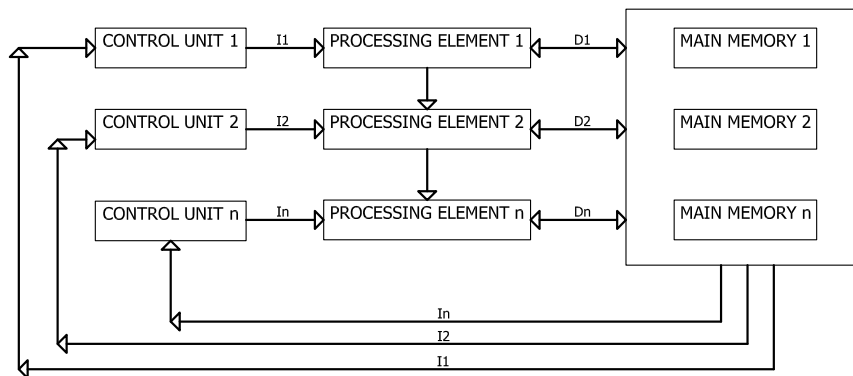 CONTROL UNIT 1
I1
PROCESSING ELEMENT 1
D1
MAIN MEMORY 1
CONTROL UNIT 2
I2
PROCESSING ELEMENT 2
D2
MAIN MEMORY 2
CONTROL UNIT n
In
PROCESSING ELEMENT n
Dn
MAIN MEMORY n
In
I2
I1